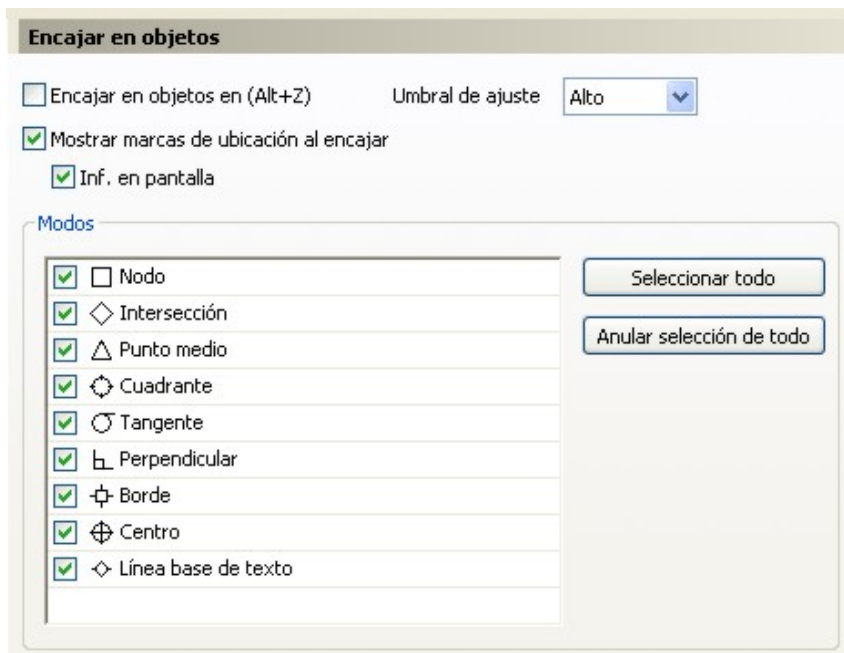 Encajar en objetos
Encajar en objetos en (Alt+Z) Umbral de ajuste Alto
Mostrar marcas de ubicación al encajar
Inf. en pantalla
Modos
Nodo
Seleccionar todo
Intersección
Anular selección de todo
Punto medio
Cuadrante
Tangente
Perpendicular
Borde
Centro
Línea base de texto